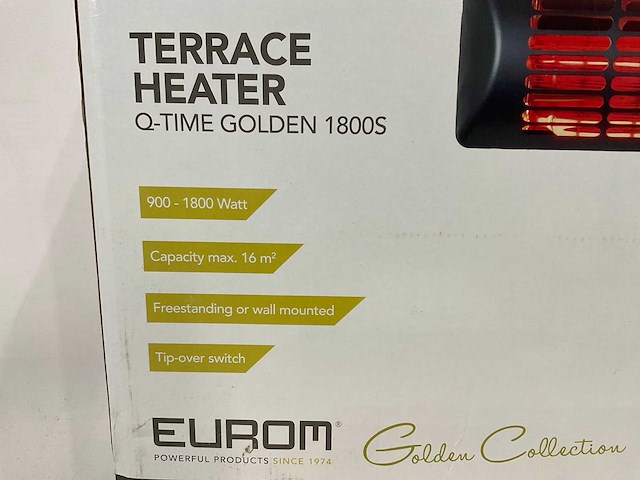 TERRACE
HEATER
Q-TIME GOLDEN 1800S
900 - 1800 Watt
Capacity max. 16 m²
Freestanding or wall mounted
Tip-over switch
EUROM®
POWERFUL PRODUCTS SINCE 1974
Golden Collection